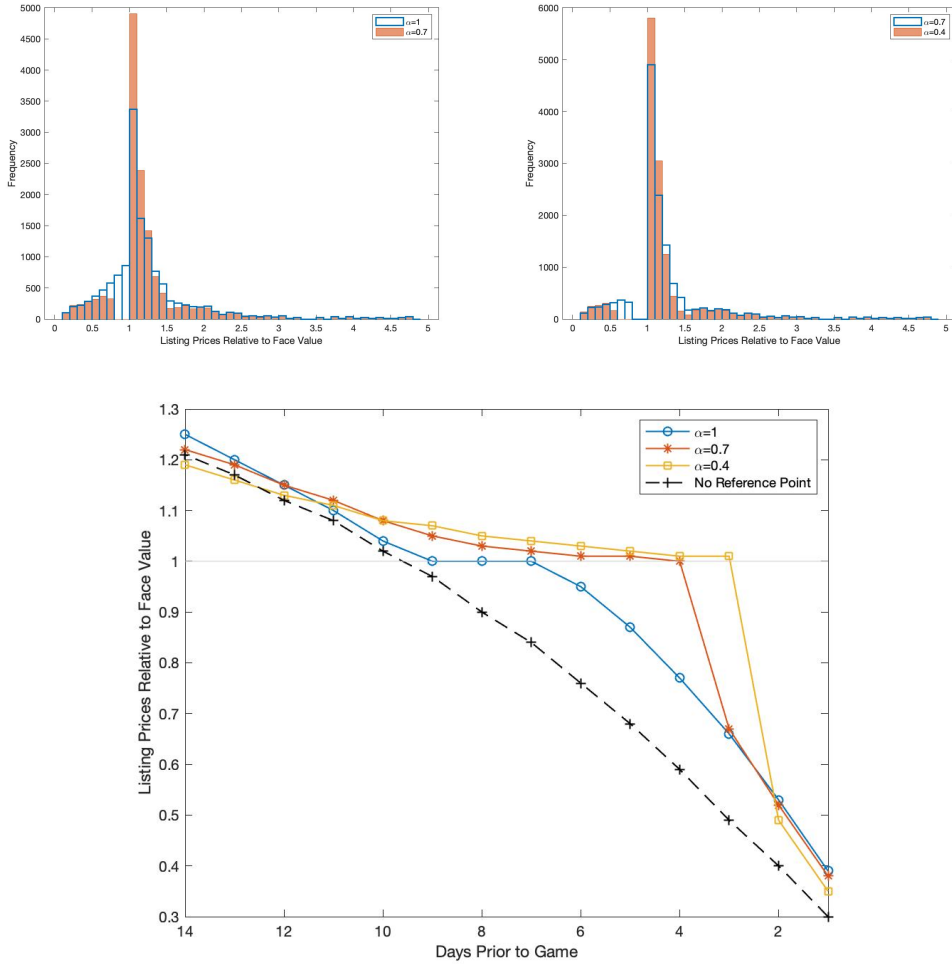 5000
4500
4000
3500
3000
2500
2000
1500
1000
500
0
Frequency
α=1
α=0.7
0 0.5 1 1.5 2 2.5 3 3.5 4 4.5 5
Listing Prices Relative to Face Value
6000
5000
4000
3000
2000
1000
0
Frequency
α=0.7
α=0.4
0 0.5 1 1.5 2 2.5 3 3.5 4 4.5 5
Listing Prices Relative to Face Value
1.3
1.2
1.1
1
0.9
0.8
0.7
0.6
0.5
0.4
0.3
Listing Prices Relative to Face Value
α=1
α=0.7
α=0.4
No Reference Point
14 12 10 8 6 4 2
Days Prior to Game